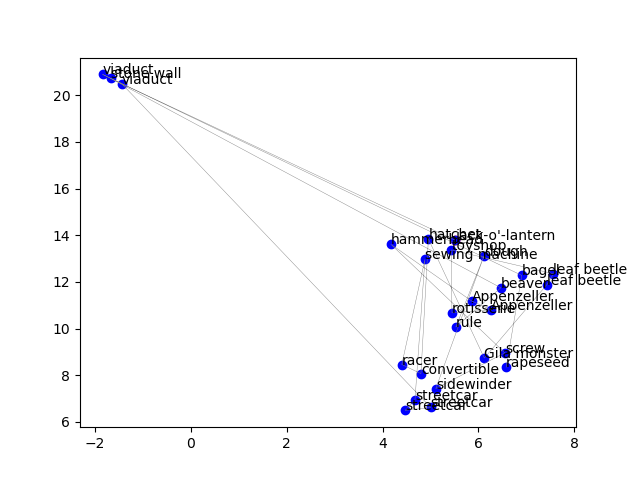 viaduct
stone wall
viaduct
20
18
16
14
12
10
8
6
hatchet
jack-o'-lantern
hammerhead
toyshop
dough
sewing machine
bagel
leaf beetle
leaf beetle
beaver
Appenzeller
Appenzeller
rotisserie
rule
screw
Gila monster
rapeseed
racer
convertible
sidewinder
streetcar
streetcar
streetcar
−2
0
2
4
6
8